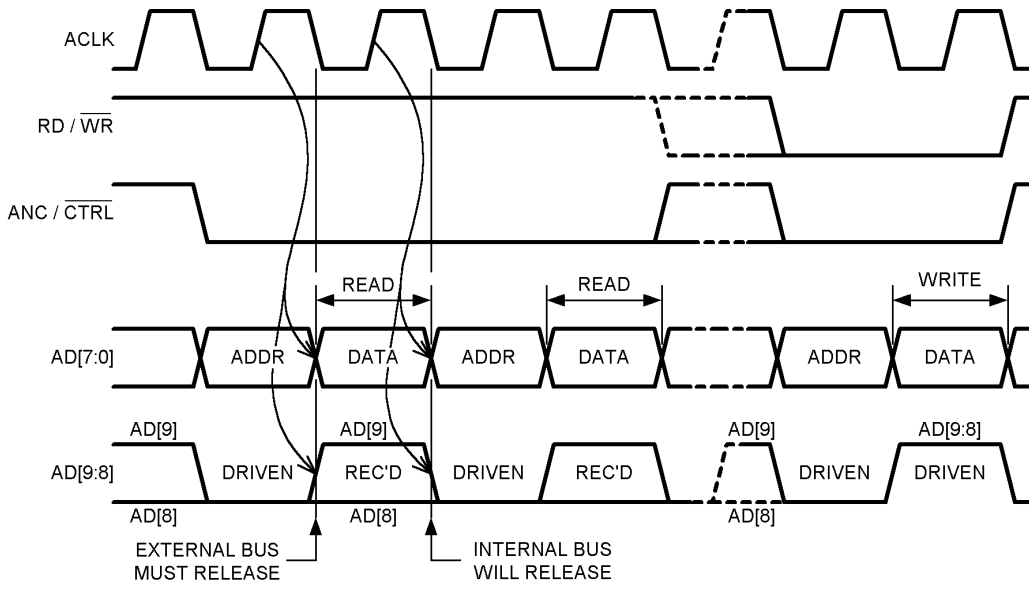 ACLK
RD / WR
ANC / CTRL
READ READ WRITE
AD[7:0] ADDR DATA ADDR DATA ADDR DATA
AD[9] AD[9] AD[9] AD[9:8]
AD[9:8] DRIVEN REC'D DRIVEN REC'D DRIVEN DRIVEN
AD[8] AD[8] AD[8]
EXTERNAL BUS INTERNAL BUS
MUST RELEASE WILL RELEASE